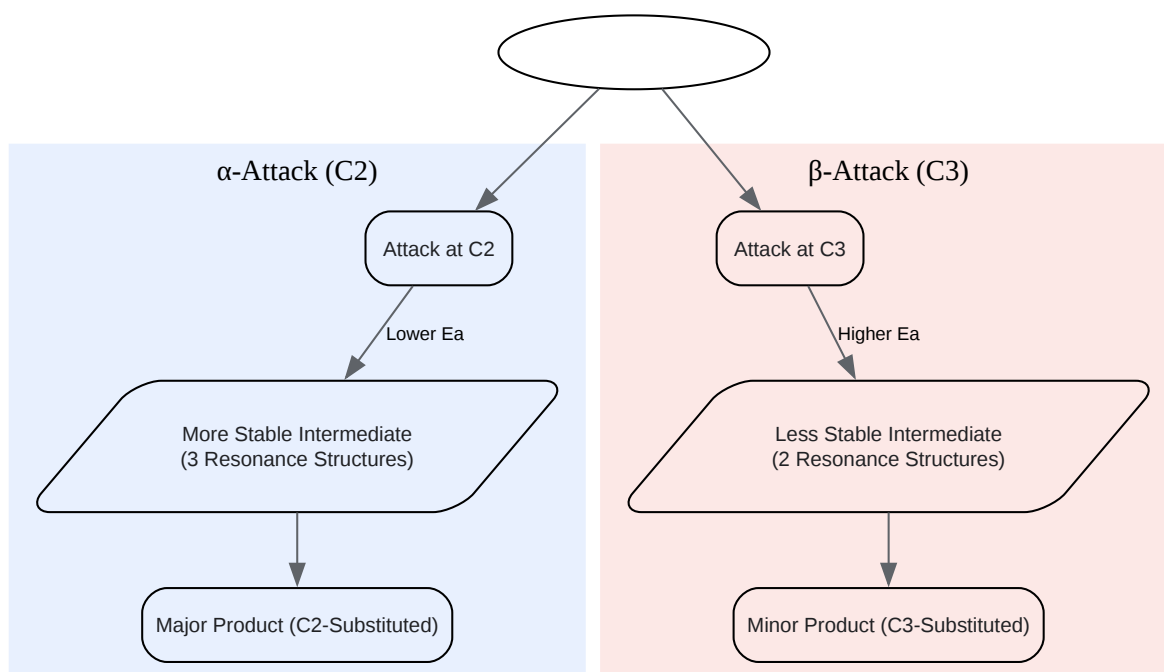 α-Attack (C2)
β-Attack (C3)
Attack at C2
Attack at C3
Lower Ea
Higher Ea
More Stable Intermediate
(3 Resonance Structures)
Less Stable Intermediate
(2 Resonance Structures)
Major Product (C2-Substituted)
Minor Product (C3-Substituted)